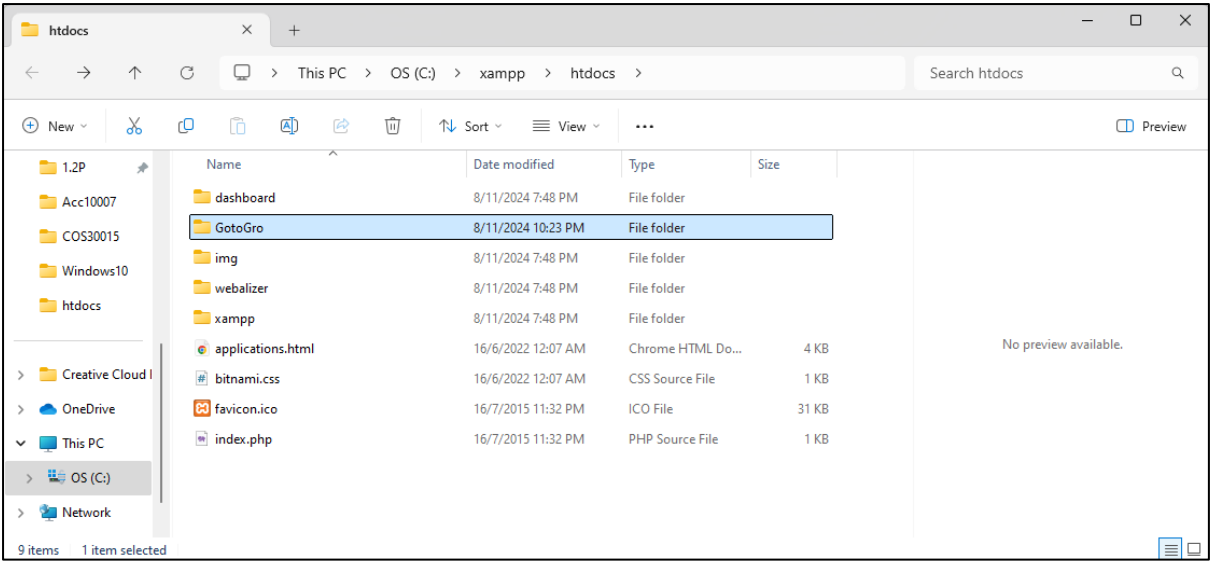 htdocs
This PC > OS (C:) > xampp > htdocs >
Search htdocs
New
Sort
View
...
Preview
1.2P
Acc10007
COS30015
Windows10
htdocs
Creative Cloud
OneDrive
This PC
OS (C:)
Network
Name Date modified Type Size
dashboard 8/11/2024 7:48 PM File folder
GotoGro 8/11/2024 10:23 PM File folder
img 8/11/2024 7:48 PM File folder
webalizer 8/11/2024 7:48 PM File folder
xampp 8/11/2024 7:48 PM File folder
applications.html 16/6/2022 12:07 AM Chrome HTML Do... 4 KB
bitnami.css 16/6/2022 12:07 AM CSS Source File 1 KB
favicon.ico 16/7/2015 11:32 PM ICO File 31 KB
index.php 16/7/2015 11:32 PM PHP Source File 1 KB
No preview available.
9 items 1 item selected